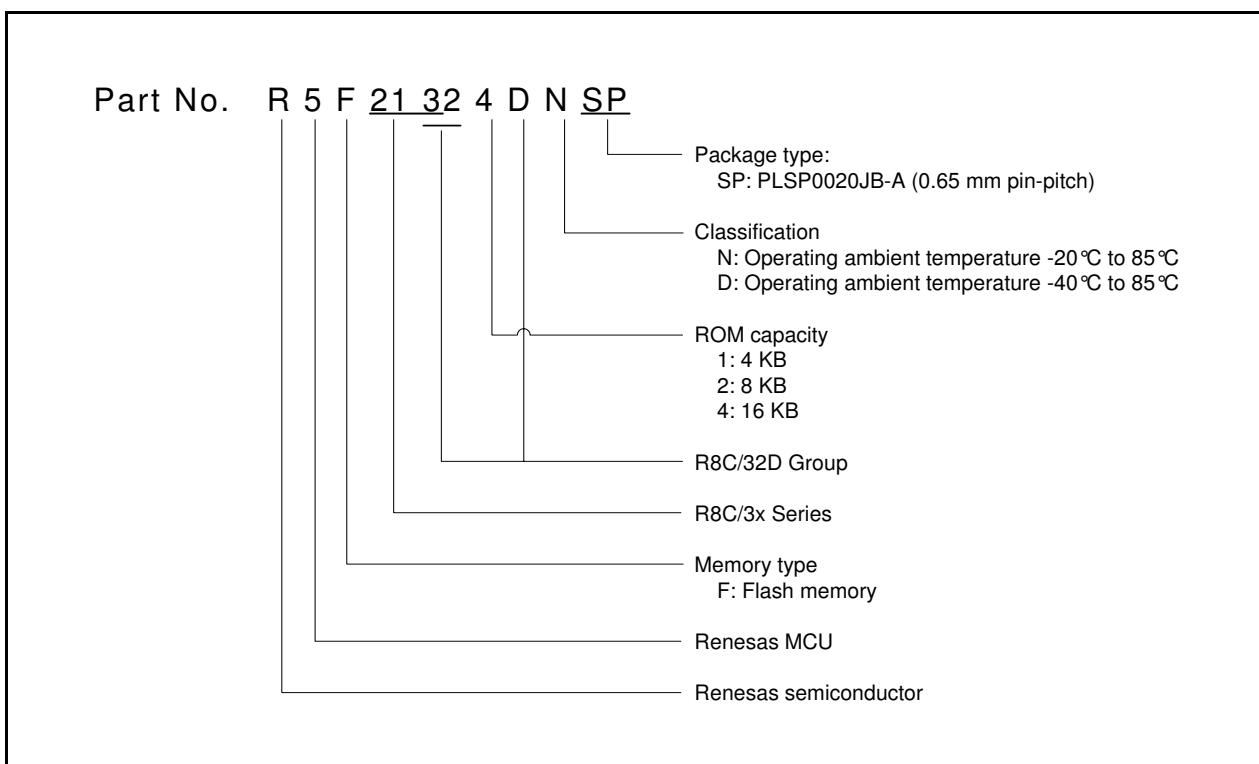 Part No. R 5 F 21 32 4 D N SP
Package type:
SP: PLSP0020JB-A (0.65 mm pin-pitch)
Classification
N: Operating ambient temperature -20°C to 85°C
D: Operating ambient temperature -40°C to 85°C
ROM capacity
1: 4 KB
2: 8 KB
4: 16 KB
R8C/32D Group
R8C/3x Series
Memory type
F: Flash memory
Renesas MCU
Renesas semiconductor